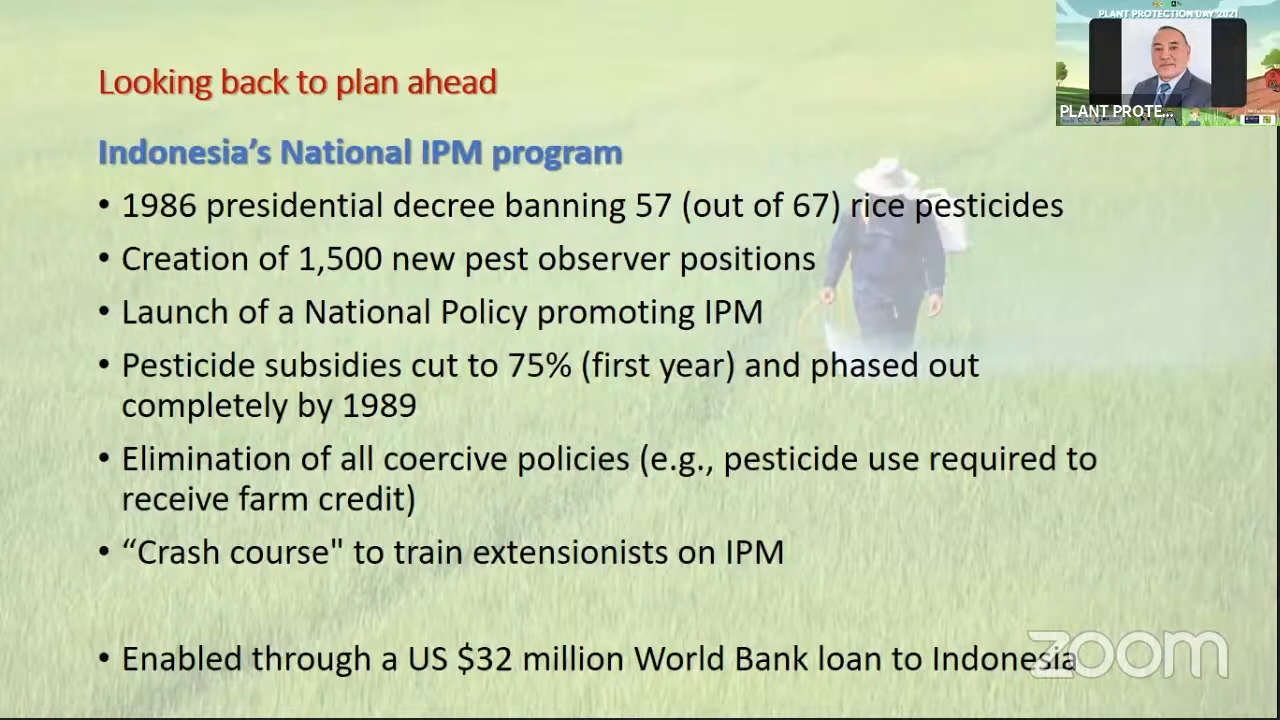 PLANT PROTECTION DAY 2021
PLANT PROTE...
Looking back to plan ahead
Indonesia’s National IPM program
• 1986 presidential decree banning 57 (out of 67) rice pesticides
• Creation of 1,500 new pest observer positions
• Launch of a National Policy promoting IPM
• Pesticide subsidies cut to 75% (first year) and phased out
completely by 1989
• Elimination of all coercive policies (e.g., pesticide use required to
receive farm credit)
• “Crash course" to train extensionists on IPM
• Enabled through a US $32 million World Bank loan to Indonesia
zoom